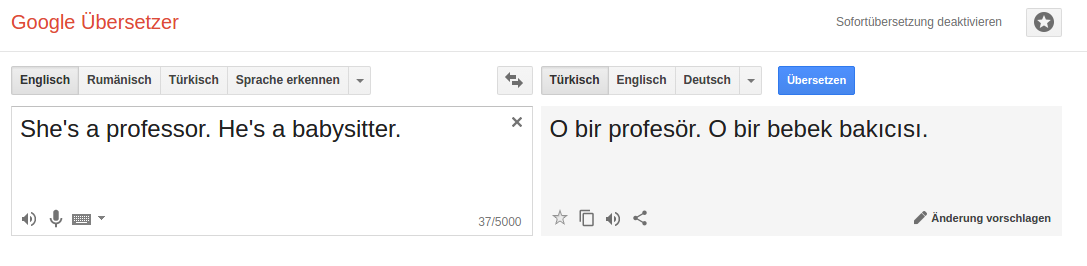 Google Übersetzer
Sofortübersetzung deaktivieren
Englisch Rumänisch Türkisch Sprache erkennen
Türkisch Englisch Deutsch Übersetzen
She's a professor. He's a babysitter.
37/5000
O bir profesör. O bir bebek bakıcısı.
Änderung vorschlagen